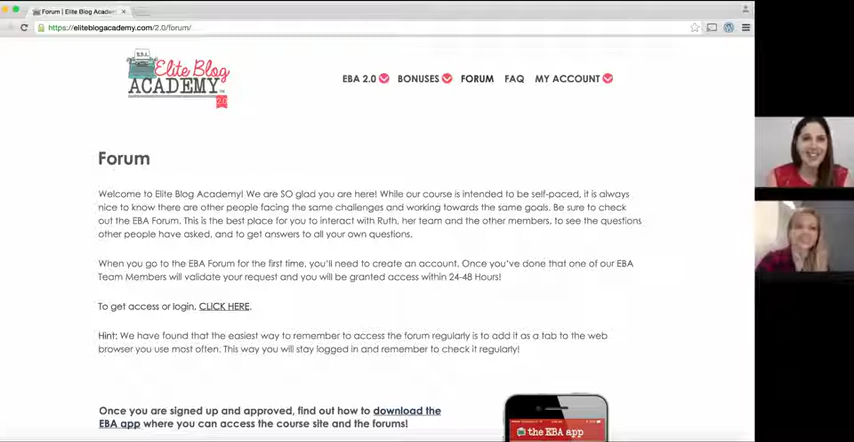 Forum | Elite Blog Acade
https://eliteblogacademy.com/2.0/forum/
EBA
Elite Blog
ACADEMY
2.0
EBA 2.0 BONUSES FORUM FAQ MY ACCOUNT
Forum
Welcome to Elite Blog Academy! We are SO glad you are here! While our course is intended to be self-paced, it is always
nice to know there are other people facing the same challenges and working towards the same goals. Be sure to check
out the EBA Forum. This is the best place for you to interact with Ruth, her team and the other members, to see the questions
other people have asked, and to get answers to all your own questions.
When you go to the EBA Forum for the first time, you'll need to create an account. Once you've done that one of our EBA
Team Members will validate your request and you will be granted access within 24-48 Hours!
To get access or login, CLICK HERE.
Hint: We have found that the easiest way to remember to access the forum regularly is to add it as a tab to the web
browser you use most often. This way you will stay logged in and remember to check it regularly!
Once you are signed up and approved, find out how to download the
EBA app where you can access the course site and the forums!
the EBA app